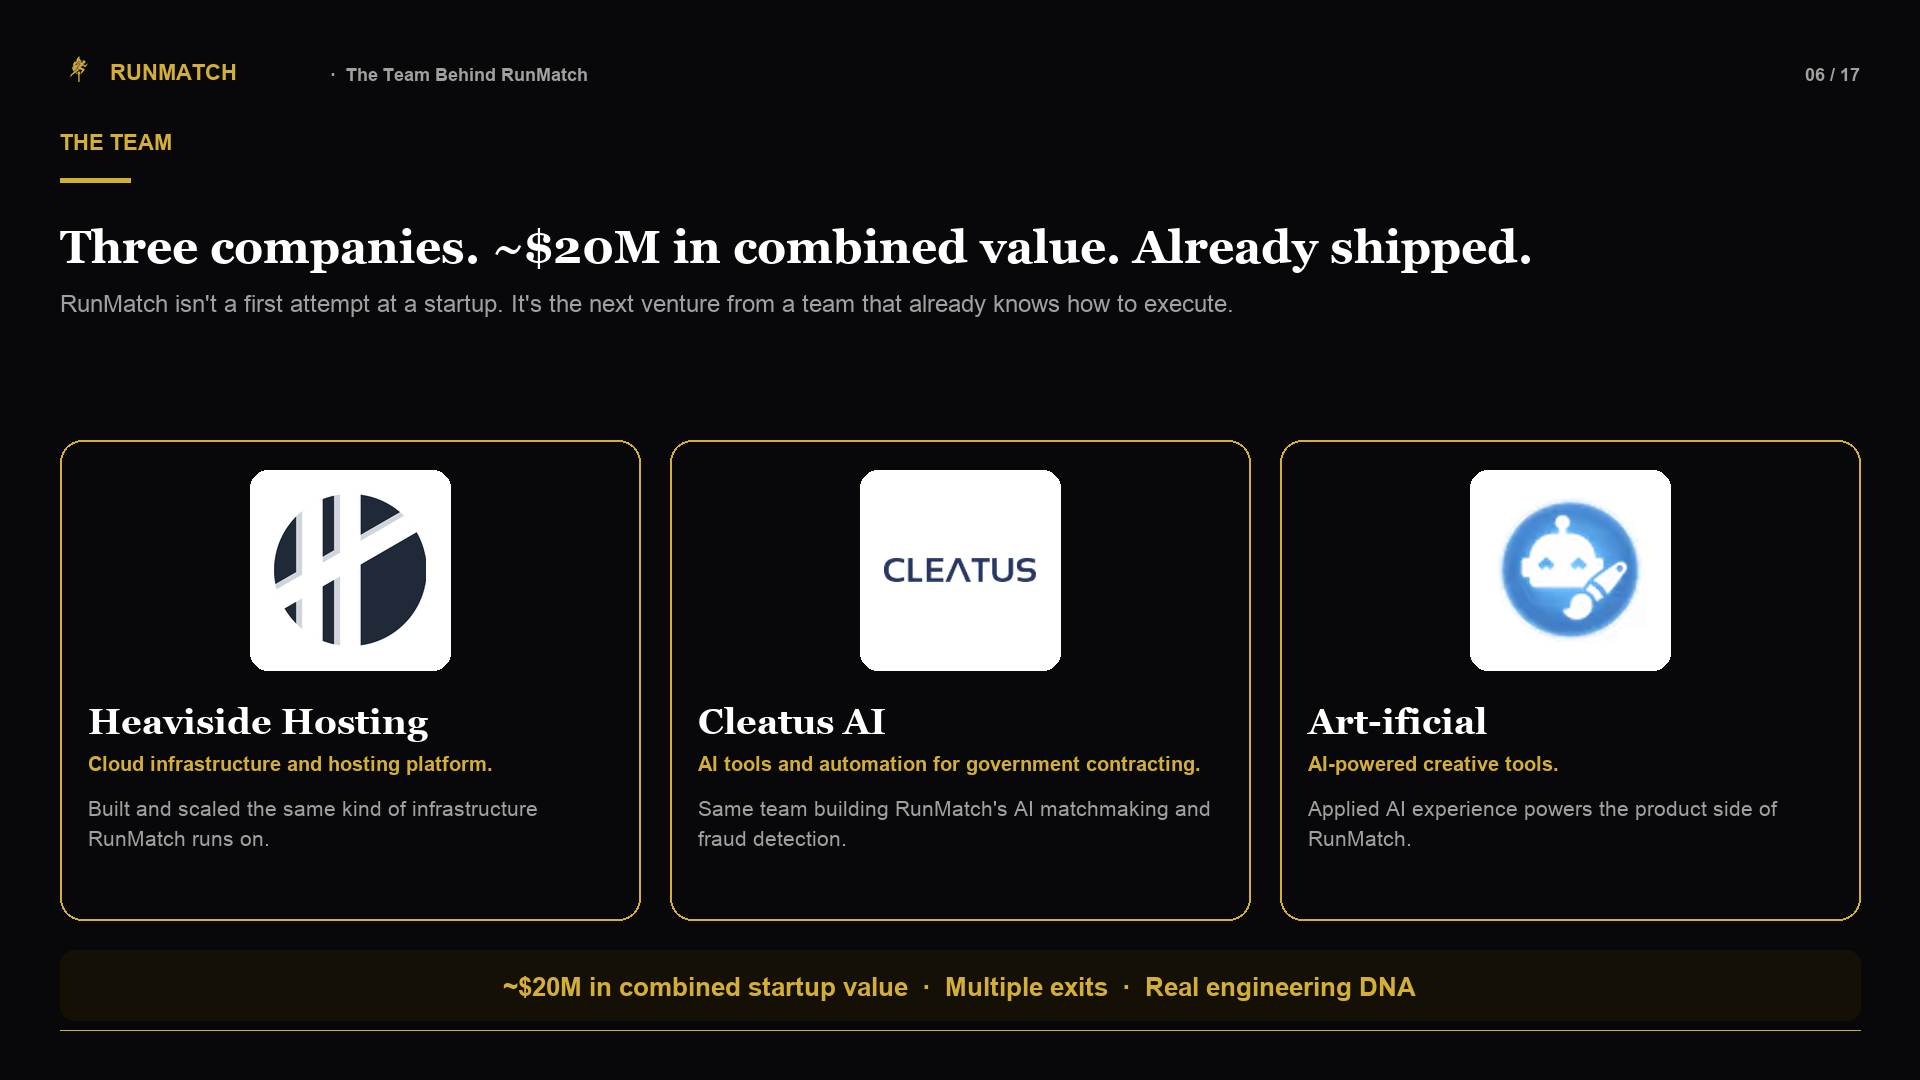 RUNMATCH · The Team Behind RunMatch 06 / 17
THE TEAM
Three companies. ~$20M in combined value. Already shipped.
RunMatch isn't a first attempt at a startup. It's the next venture from a team that already knows how to execute.
Heaviside Hosting
Cloud infrastructure and hosting platform.
Built and scaled the same kind of infrastructure
RunMatch runs on.
CLEATUS
Cleatus AI
AI tools and automation for government contracting.
Same team building RunMatch's AI matchmaking and
fraud detection.
Art-ificial
AI-powered creative tools.
Applied AI experience powers the product side of
RunMatch.
~$20M in combined startup value · Multiple exits · Real engineering DNA